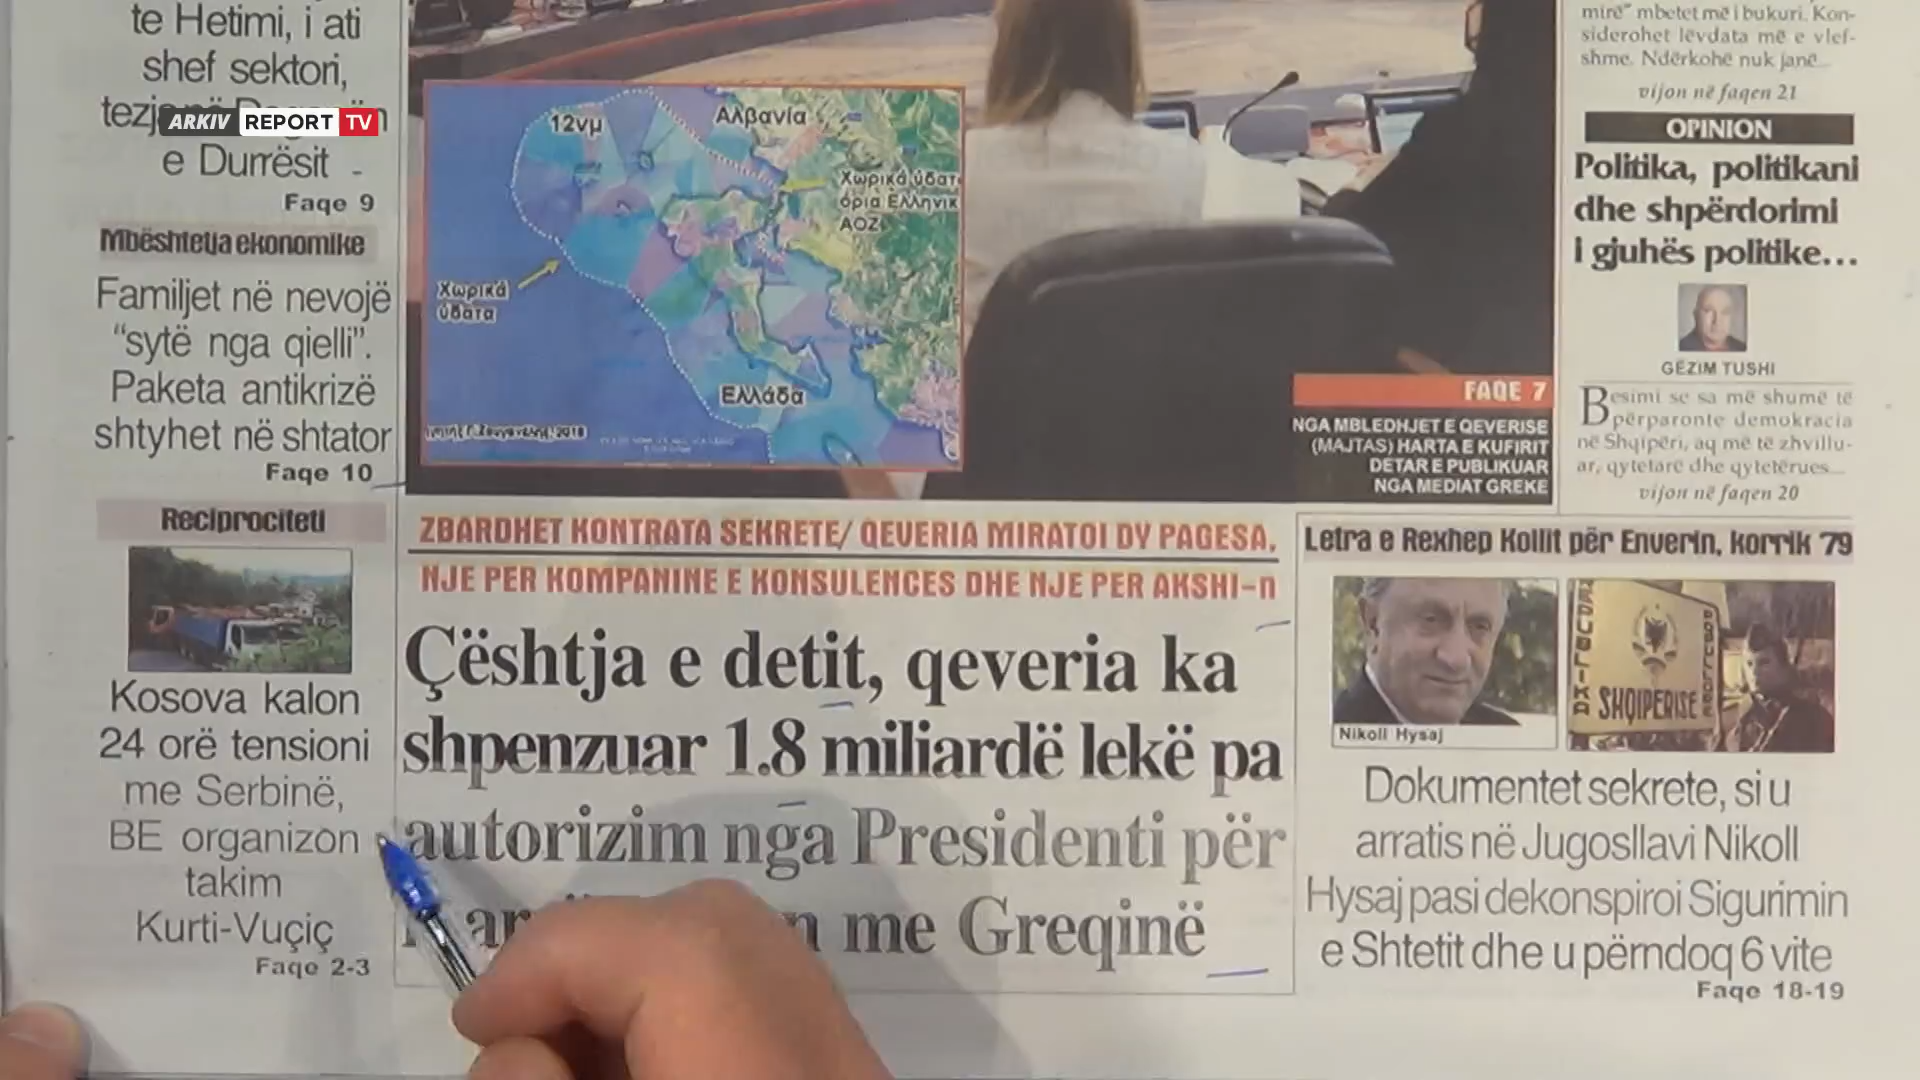 te Hetimi, i ati
shef sektori,
e Durrësit -
Faqe 9
Mbështetja ekonomike
Familjet në nevojë
“sytë nga qielli”.
Paketa antikrizë
shtyhet në shtator
Faqe 10
Reciprociteti
Kosova kalon
24 orë tensioni
me Serbinë,
BE organizon
takim
Kurti-Vuçiç
Faqe 2-3
ARKIV REPORT TV
12νμ
Αλβανία
Χωρικά ύδατ
όρια Ελληνικ
ΑΟΖ
Χωρικά
ύδατα
Ελλάδα
FAQE 7
NGA MBLEDHJET E QEVERISE
(MAJTAS) HARTA E KUFIRIT
DETAR E PUBLIKUAR
NGA MEDIAT GREKE
ZBARDHET KONTRATA SEKRETE/ QEVERIA MIRATOI DY PAGESA,
NJE PER KOMPANINE E KONSULENCES DHE NJE PER AKSHI-n
Çështja e detit, qeveria ka
shpenzuar 1.8 miliardë lekë pa
autorizim nga Presidenti për
me Greqinë
mirë” mbetet më i bukuri. Kon-
siderohet lëvdata më e vlef-
shme. Ndërkohë nuk janë...
vijon në faqen 21
OPINION
Politika, politikani
dhe shpërdorimi
i gjuhës politike...
GËZIM TUSHI
Besimi se sa më shumë të
përparonte demokracia
në Shqipëri, aq më të zhvillu-
ar, qytetarë dhe qytetërues...
vijon në faqen 20
Letra e Rexhep Kollit për Enverin, korrik '79
Nikoll Hysaj
REPUBLIKA
SHQIPERISE
Dokumentet sekrete, si u
arratis në Jugosllavi Nikoll
Hysaj pasi dekonspiroi Sigurimin
e Shtetit dhe u përndoq 6 vite
Faqe 18-19